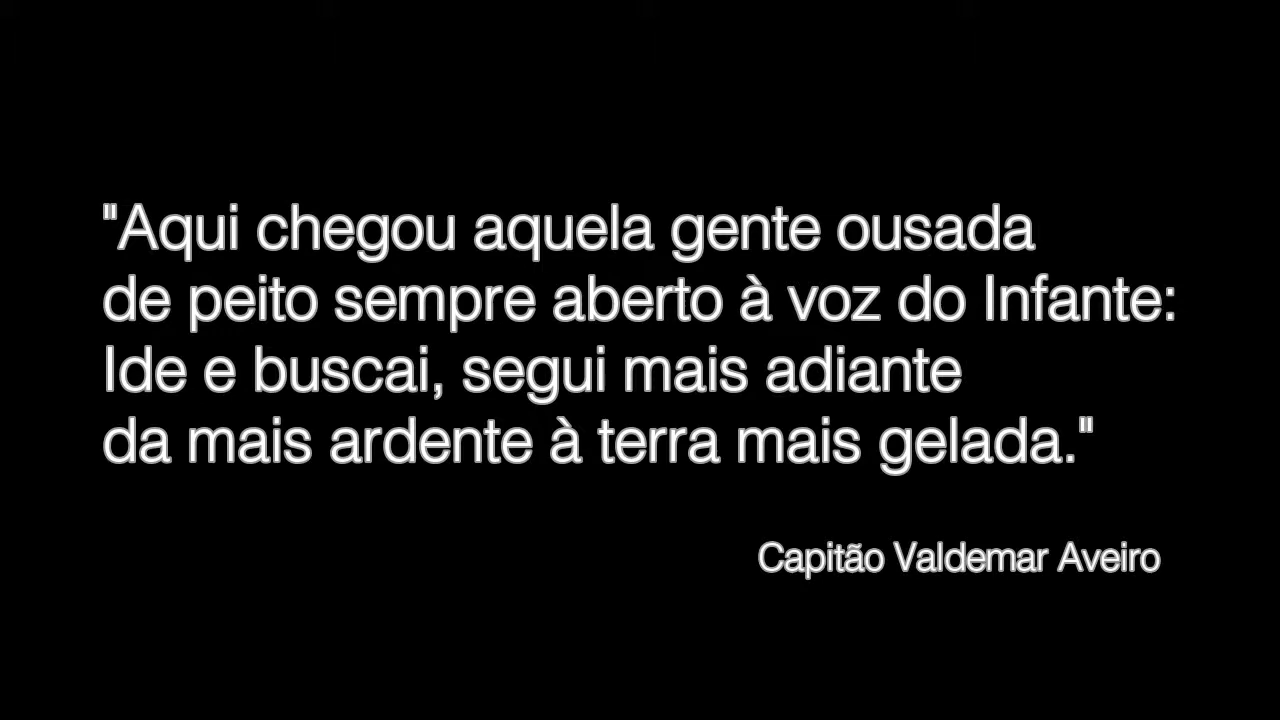 "Aqui chegou aquela gente ousada
de peito sempre aberto à voz do Infante:
Ide e buscai, segui mais adiante
da mais ardente à terra mais gelada."
Capitão Valdemar Aveiro